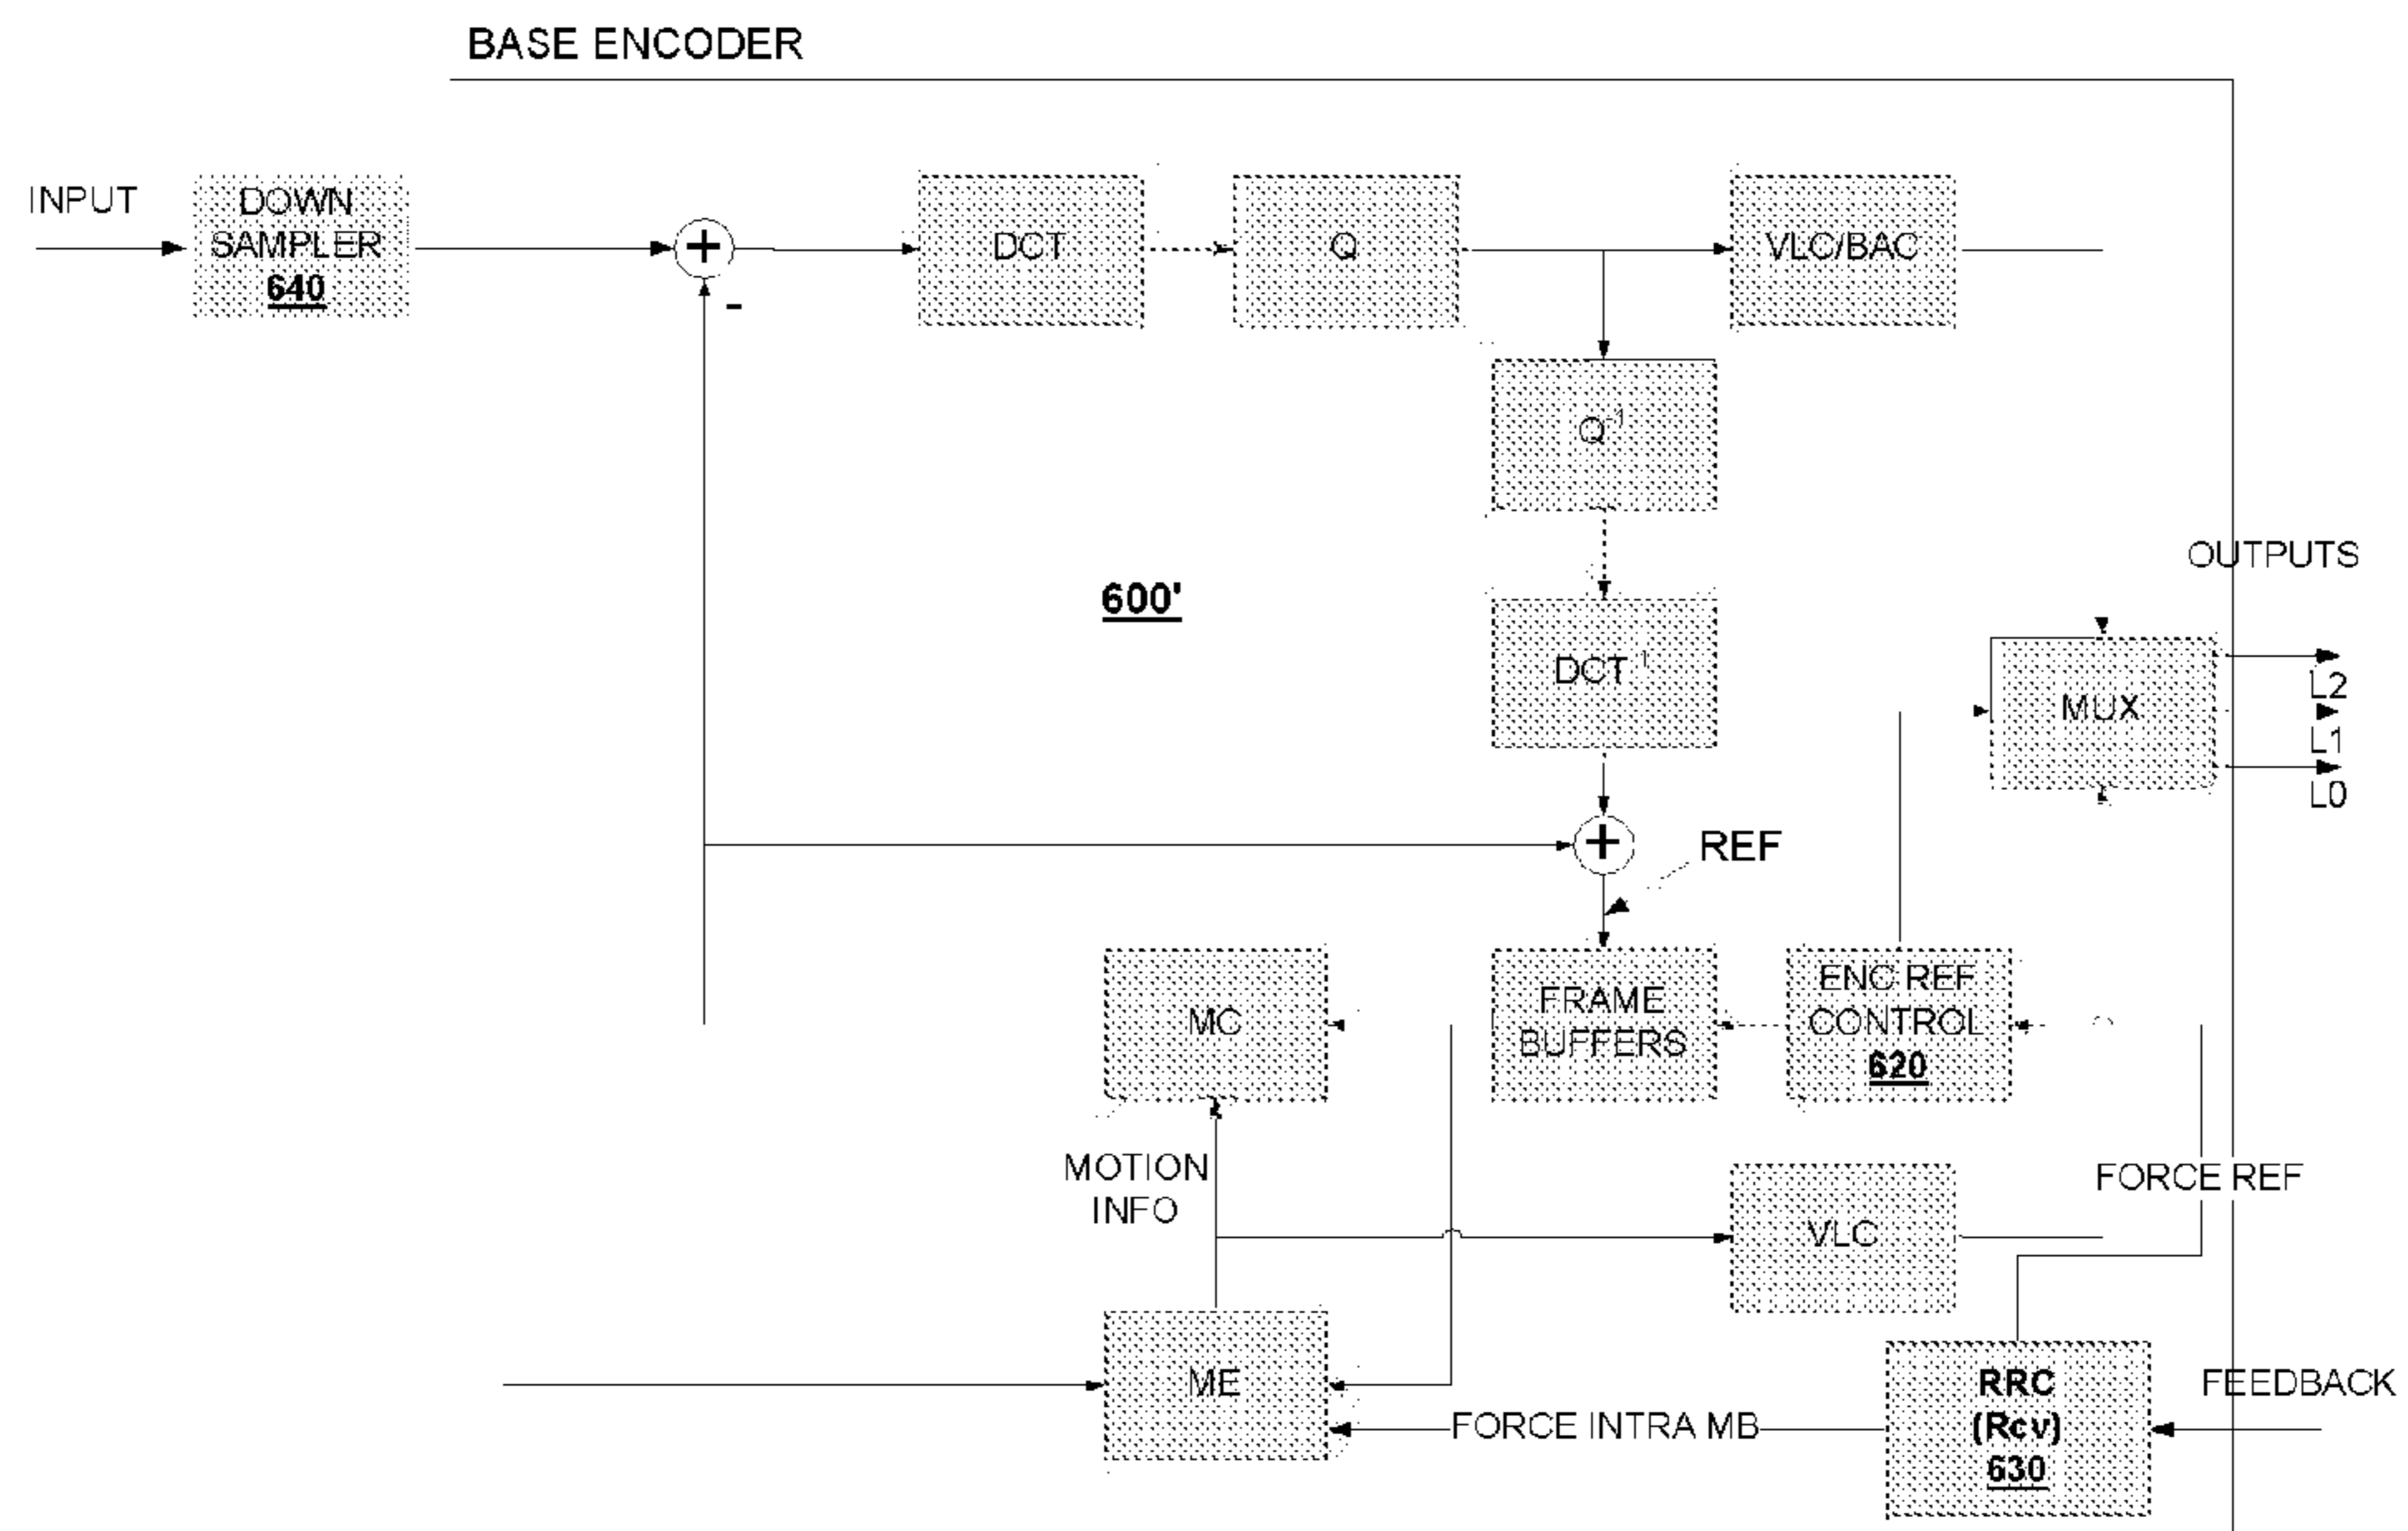 BASE ENCODER
INPUT
DOWN
SAMPLER
640
+
-
DCT
Q
VLC/BAC
Q-1
600'
DCT-1
OUTPUTS
MUX
L2
L1
L0
+
REF
MC
FRAME
BUFFERS
ENC REF
CONTROL
620
MOTION
INFO
VLC
FORCE REF
ME
FORCE INTRA MB
RRC
(Rcv)
630
FEEDBACK